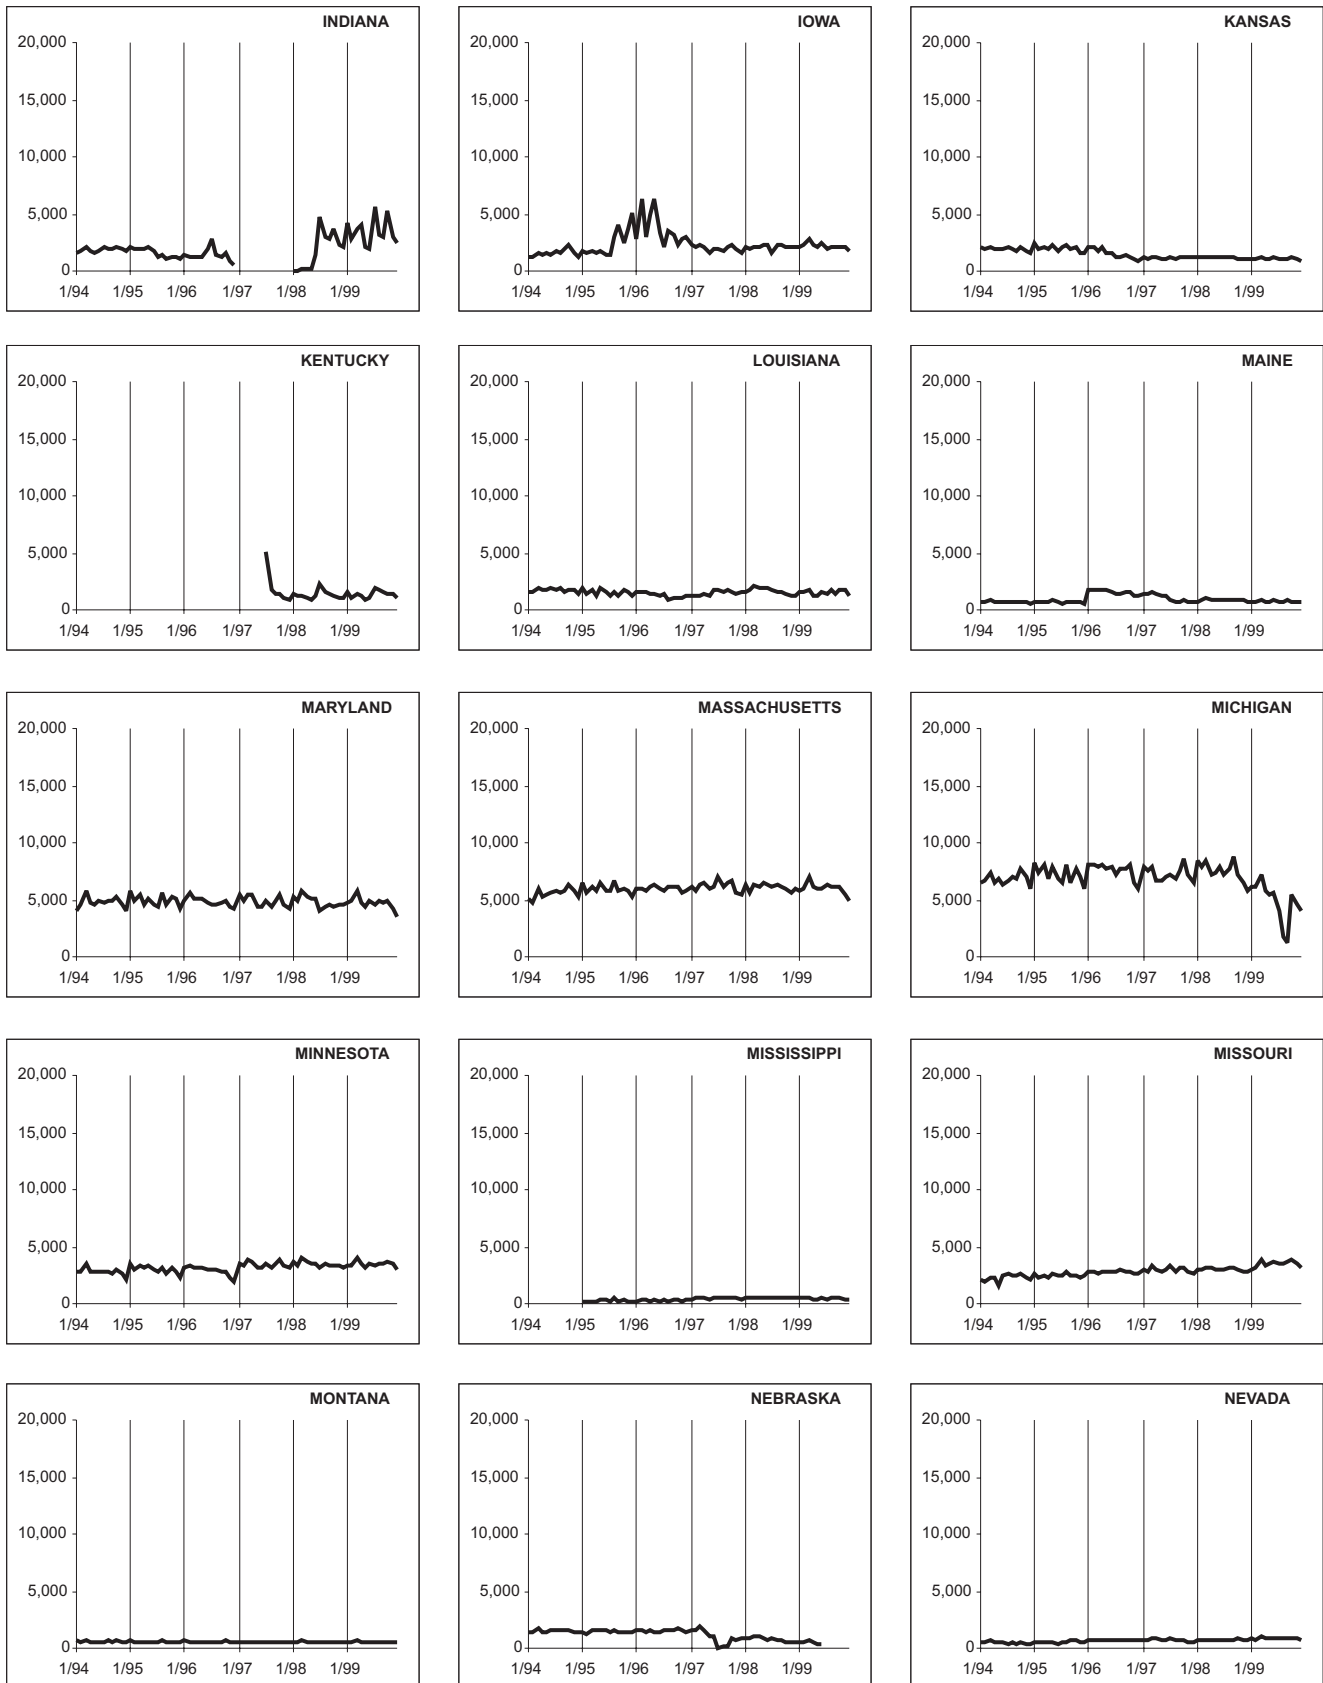 INDIANA
20,000
15,000
10,000
5,000
0
1/94 1/95 1/96 1/97 1/98 1/99
IOWA
20,000
15,000
10,000
5,000
0
1/94 1/95 1/96 1/97 1/98 1/99
KANSAS
20,000
15,000
10,000
5,000
0
1/94 1/95 1/96 1/97 1/98 1/99
KENTUCKY
20,000
15,000
10,000
5,000
0
1/94 1/95 1/96 1/97 1/98 1/99
LOUISIANA
20,000
15,000
10,000
5,000
0
1/94 1/95 1/96 1/97 1/98 1/99
MAINE
20,000
15,000
10,000
5,000
0
1/94 1/95 1/96 1/97 1/98 1/99
MARYLAND
20,000
15,000
10,000
5,000
0
1/94 1/95 1/96 1/97 1/98 1/99
MASSACHUSETTS
20,000
15,000
10,000
5,000
0
1/94 1/95 1/96 1/97 1/98 1/99
MICHIGAN
20,000
15,000
10,000
5,000
0
1/94 1/95 1/96 1/97 1/98 1/99
MINNESOTA
20,000
15,000
10,000
5,000
0
1/94 1/95 1/96 1/97 1/98 1/99
MISSISSIPPI
20,000
15,000
10,000
5,000
0
1/94 1/95 1/96 1/97 1/98 1/99
MISSOURI
20,000
15,000
10,000
5,000
0
1/94 1/95 1/96 1/97 1/98 1/99
MONTANA
20,000
15,000
10,000
5,000
0
1/94 1/95 1/96 1/97 1/98 1/99
NEBRASKA
20,000
15,000
10,000
5,000
0
1/94 1/95 1/96 1/97 1/98 1/99
NEVADA
20,000
15,000
10,000
5,000
0
1/94 1/95 1/96 1/97 1/98 1/99